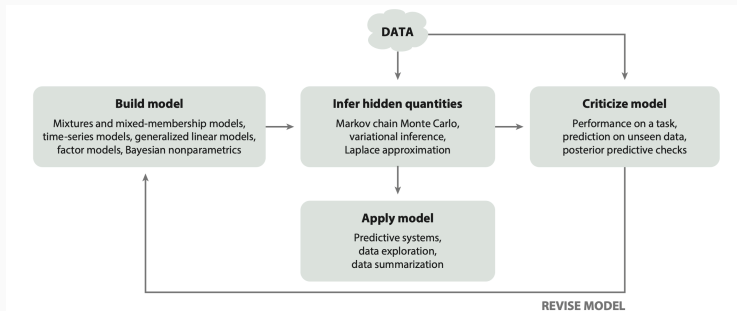 DATA
Build model
Mixtures and mixed-membership models,
time-series models, generalized linear models,
factor models, Bayesian nonparametrics
Infer hidden quantities
Markov chain Monte Carlo,
variational inference,
Laplace approximation
Criticize model
Performance on a task,
prediction on unseen data,
posterior predictive checks
Apply model
Predictive systems,
data exploration,
data summarization
REVISE MODEL